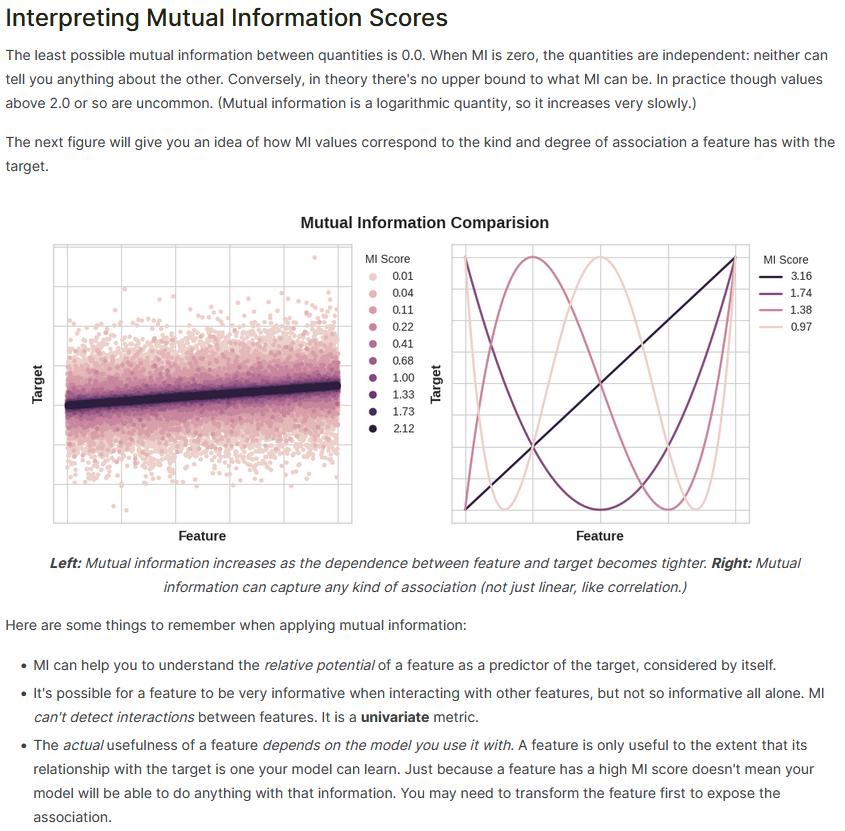 Interpreting Mutual Information Scores
The least possible mutual information between quantities is 0.0. When MI is zero, the quantities are independent: neither can
tell you anything about the other. Conversely, in theory there's no upper bound to what MI can be. In practice though values
above 2.0 or so are uncommon. (Mutual information is a logarithmic quantity, so it increases very slowly.)
The next figure will give you an idea of how MI values correspond to the kind and degree of association a feature has with the
target.
Mutual Information Comparision
Target
MI Score
0.01
0.04
0.11
0.22
0.41
0.68
1.00
1.33
1.73
2.12
Feature
Target
MI Score
3.16
1.74
1.38
0.97
Feature
Left: Mutual information increases as the dependence between feature and target becomes tighter. Right: Mutual
information can capture any kind of association (not just linear, like correlation.)
Here are some things to remember when applying mutual information:
• MI can help you to understand the relative potential of a feature as a predictor of the target, considered by itself.
• It's possible for a feature to be very informative when interacting with other features, but not so informative all alone. MI
can't detect interactions between features. It is a univariate metric.
• The actual usefulness of a feature depends on the model you use it with. A feature is only useful to the extent that its
relationship with the target is one your model can learn. Just because a feature has a high MI score doesn't mean your
model will be able to do anything with that information. You may need to transform the feature first to expose the
association.